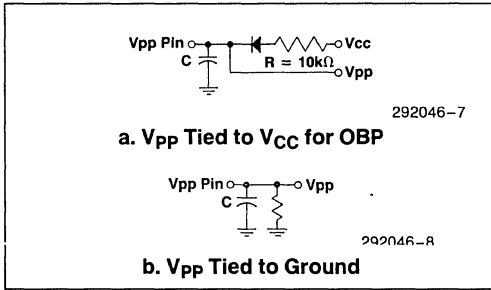 Vpp Pin
Vcc
C
R = 10kΩ
Vpp
292046-7
a. VPP Tied to VCC for OBP
Vpp Pin
Vpp
C
292046-8
b. VPP Tied to Ground